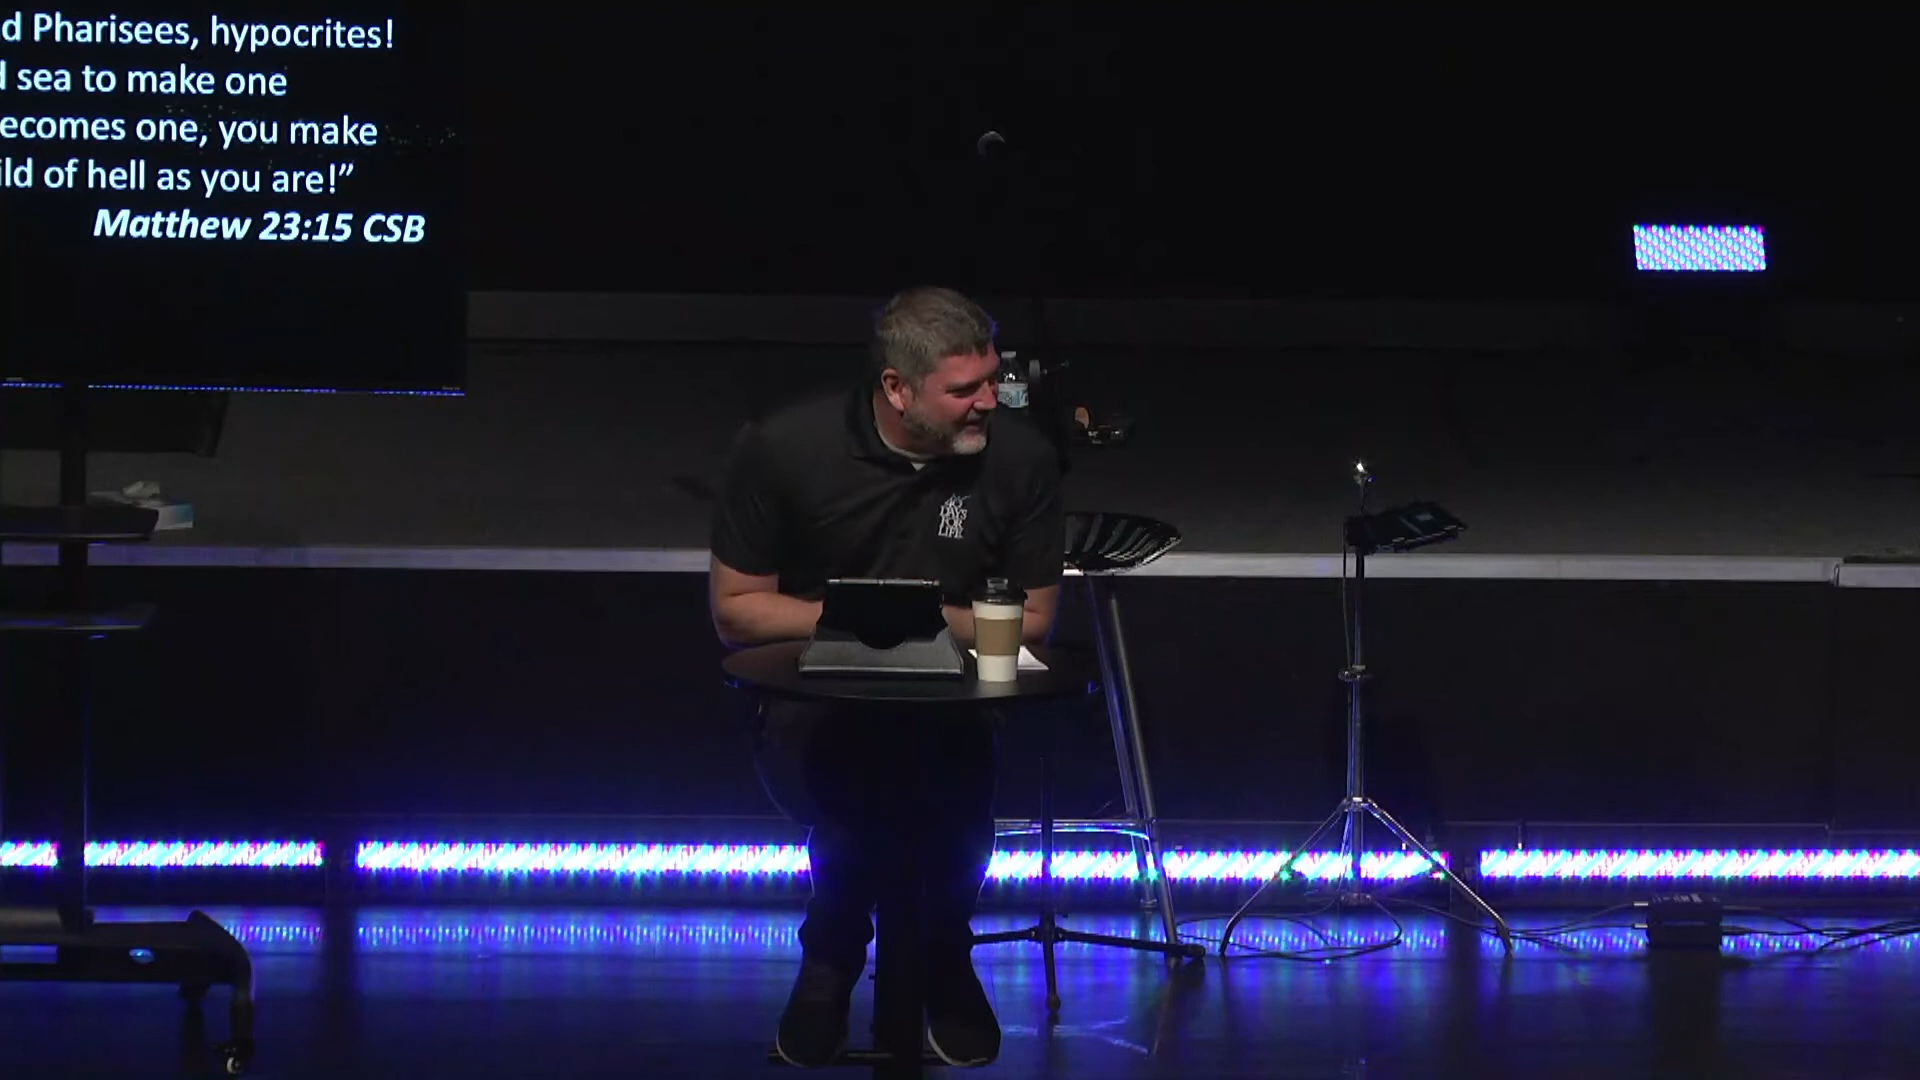 d Pharisees, hypocrites!
d sea to make one
ecomes one, you make
ild of hell as you are!”
Matthew 23:15 CSB
40
DAYS
FOR
LIFE